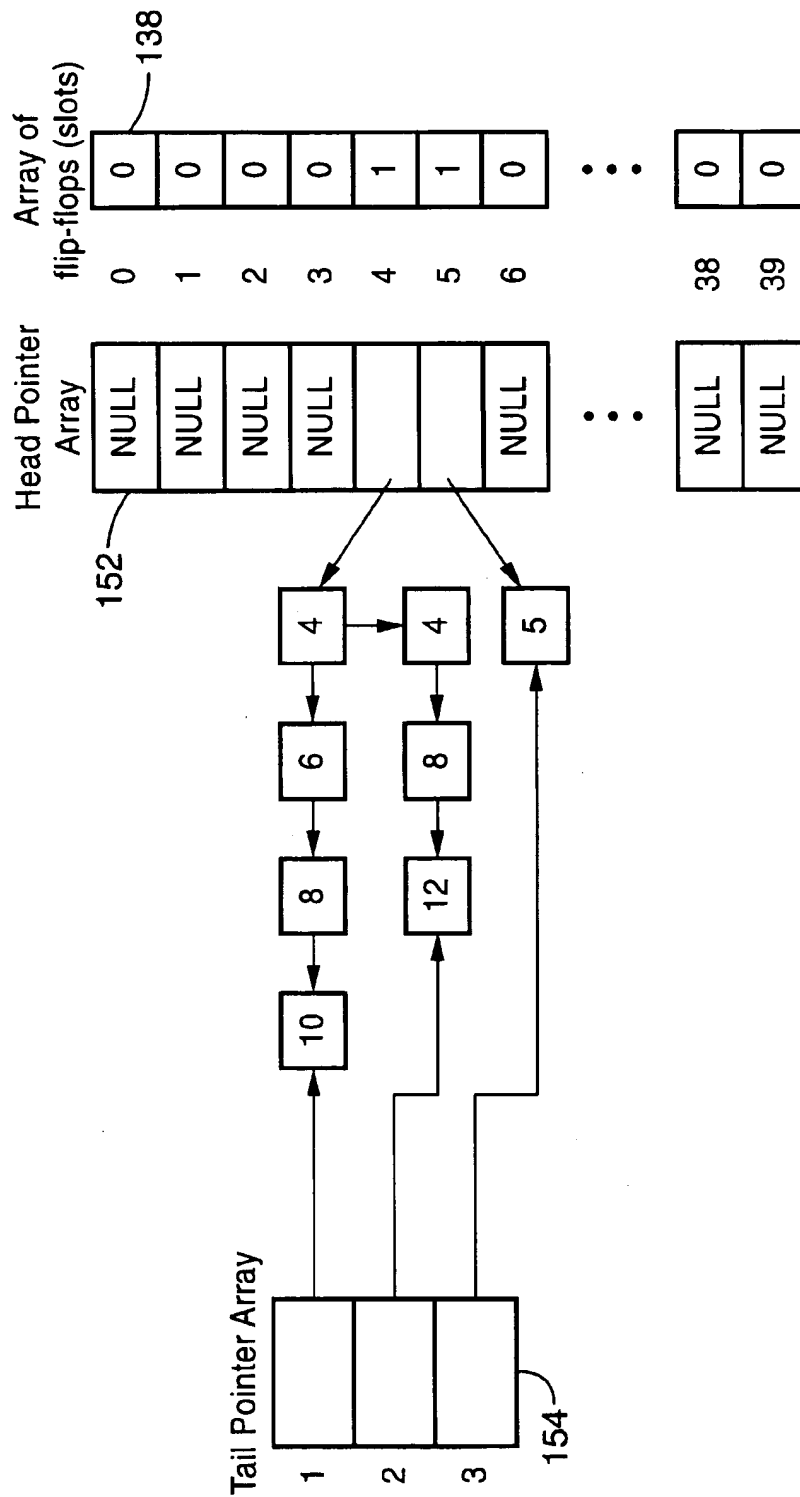 Tail Pointer Array
1
2
3
154
10
8
6
4
12
8
4
5
Head Pointer
Array
152
NULL
NULL
NULL
NULL
NULL
NULL
NULL
Array of
flip-flops (slots)
138
0 0
1 0
2 0
3 0
4 1
5 1
6 0
38 0
39 0